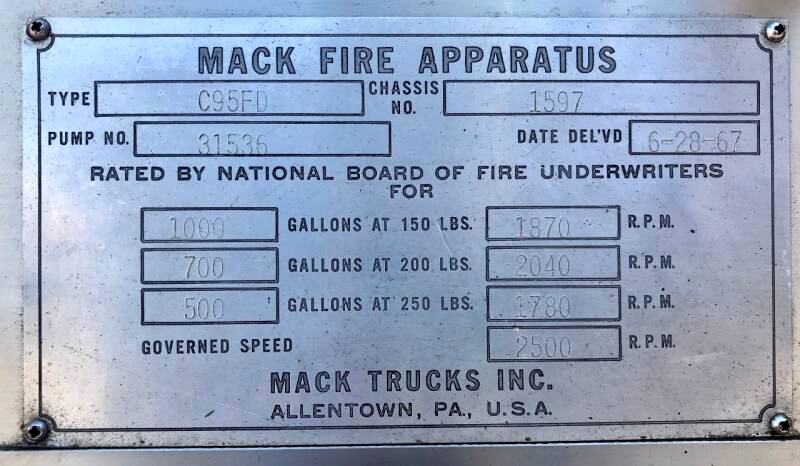 MACK FIRE APPARATUS
TYPE C95FD CHASSIS NO. 1597
PUMP NO. 31536 DATE DEL'VD 6-28-67
RATED BY NATIONAL BOARD OF FIRE UNDERWRITERS
FOR
1000 GALLONS AT 150 LBS. 1870 R.P.M.
700 GALLONS AT 200 LBS. 2040 R.P.M.
500 GALLONS AT 250 LBS. 1780 R.P.M.
GOVERNED SPEED 2500 R.P.M.
MACK TRUCKS INC.
ALLENTOWN, PA., U.S.A.